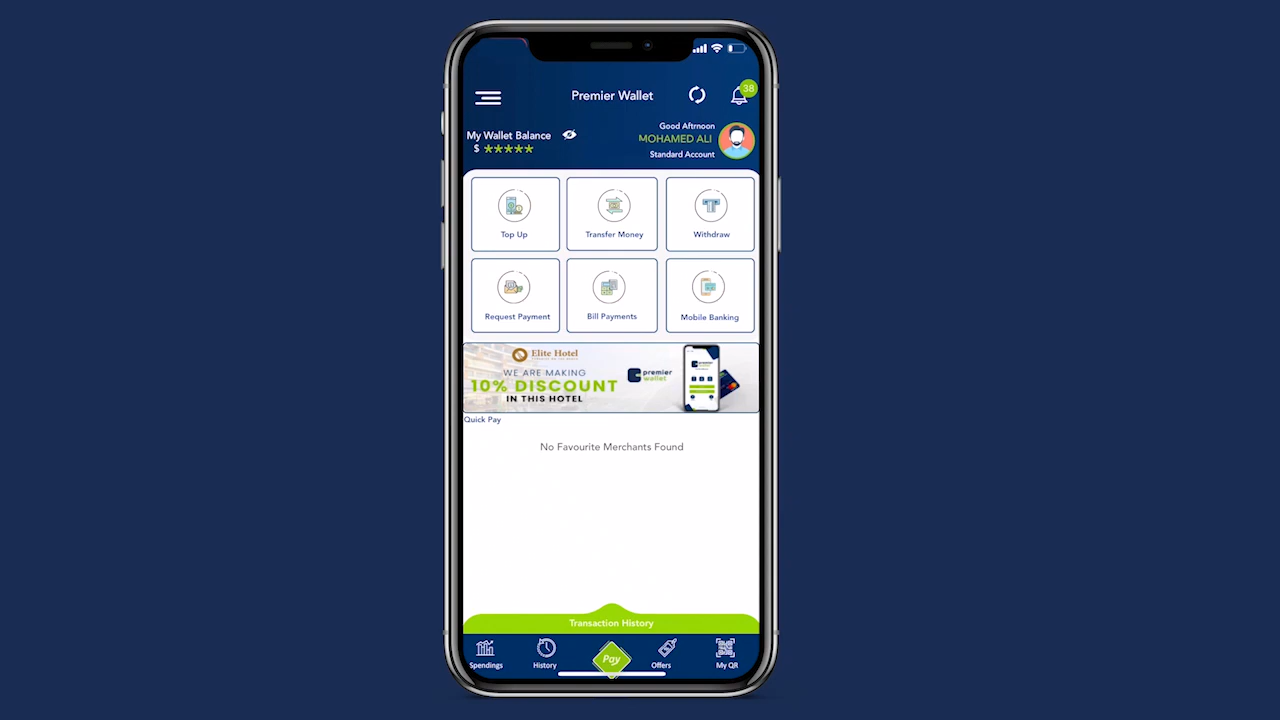 Premier Wallet
38
My Wallet Balance
$ *****
Good Aftrnoon
MOHAMED ALI
Standard Account
Top Up
Transfer Money
Withdraw
Request Payment
Bill Payments
Mobile Banking
Elite Hotel
WE ARE MAKING
10% DISCOUNT
IN THIS HOTEL
premier
wallet
Quick Pay
No Favourite Merchants Found
Transaction History
Spendings
History
Pay
Offers
My QR